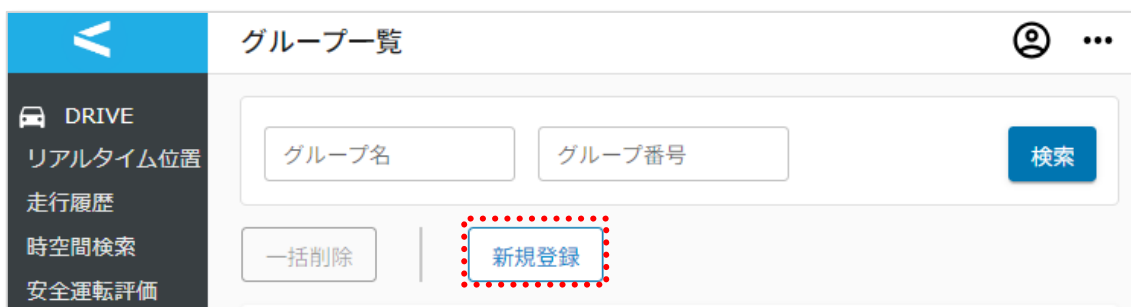 グループ一覧
DRIVE
リアルタイム位置
走行履歴
時空間検索
安全運転評価
グループ名
グループ番号
検索
一括削除
新規登録